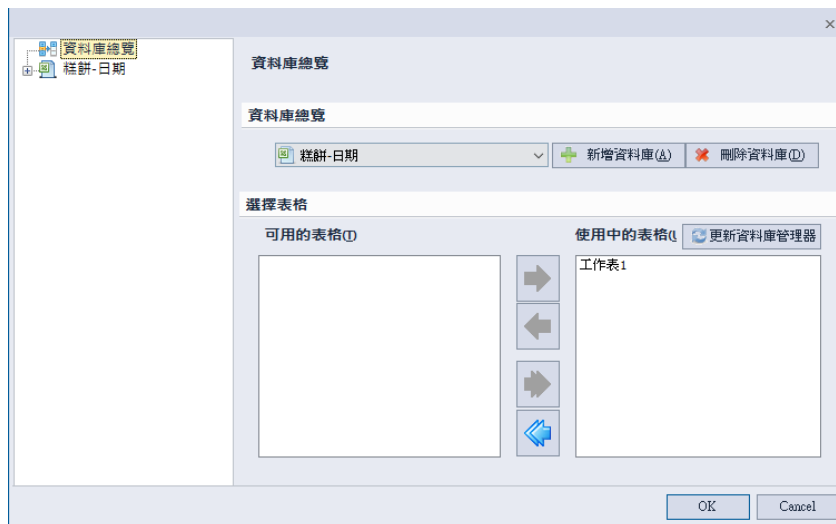 資料庫總覽
糕餅-日期
資料庫總覽
資料庫總覽
糕餅-日期
新增資料庫(A)
刪除資料庫(D)
選擇表格
可用的表格(T)
使用中的表格(
更新資料庫管理器
工作表1
OK
Cancel